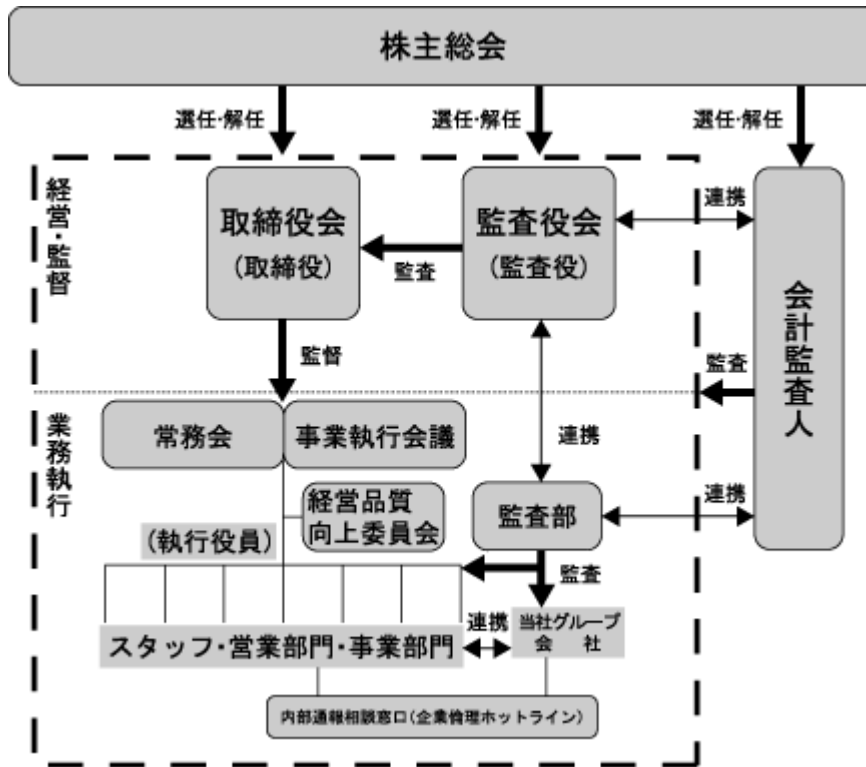 株主総会
選任・解任
選任・解任
選任・解任
経営・監督
取締役会
(取締役)
監査
監査役会
(監査役)
連携
会計監査人
監督
監査
業務執行
常務会
事業執行会議
連携
経営品質
向上委員会
監査部
連携
(執行役員)
監査
スタッフ・営業部門・事業部門
連携
当社グループ
会 社
内部通報相談窓口(企業倫理ホットライン)